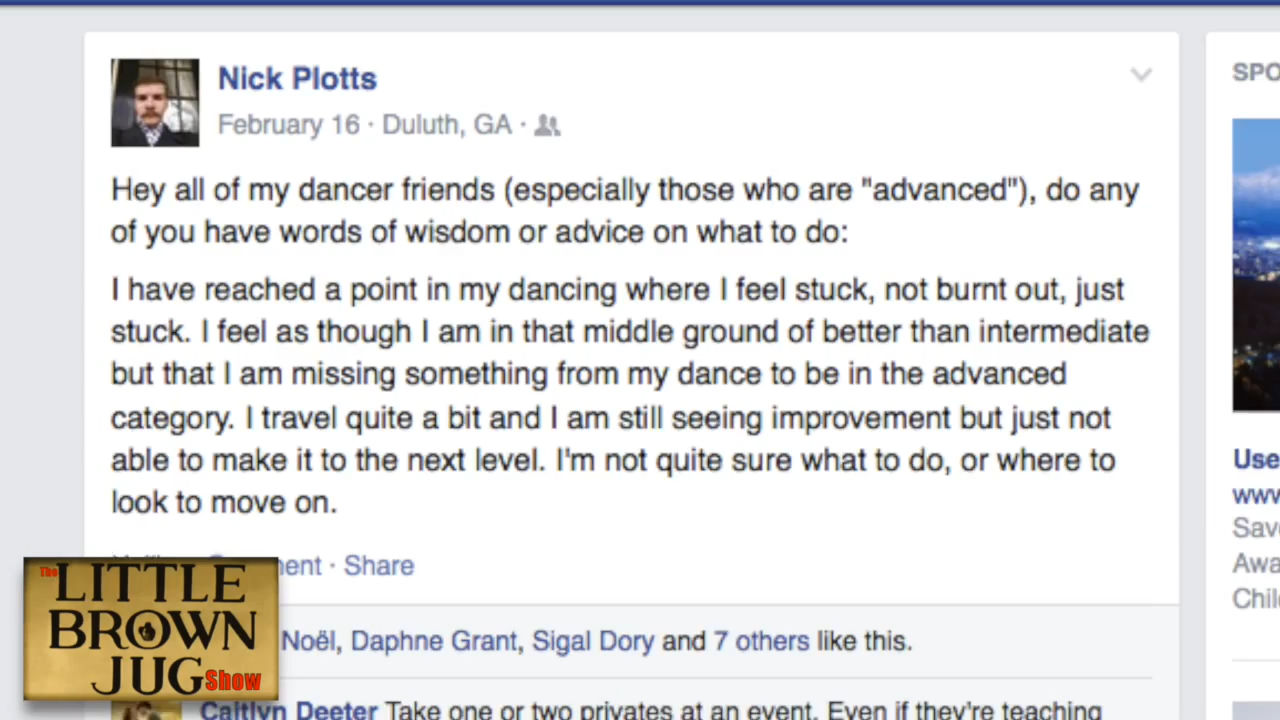 Nick Plotts
February 16 · Duluth, GA ·
Hey all of my dancer friends (especially those who are "advanced"), do any
of you have words of wisdom or advice on what to do:
I have reached a point in my dancing where I feel stuck, not burnt out, just
stuck. I feel as though I am in that middle ground of better than intermediate
but that I am missing something from my dance to be in the advanced
category. I travel quite a bit and I am still seeing improvement but just not
able to make it to the next level. I'm not quite sure what to do, or where to
look to move on.
· Share
Noël, Daphne Grant, Sigal Dory and 7 others like this.
Caitlyn Deeter Take one or two privates at an event. Even if they're teaching
The
LITTLE
BROWN
JUG Show
SPO
Use
www
Save
Awa
Chil